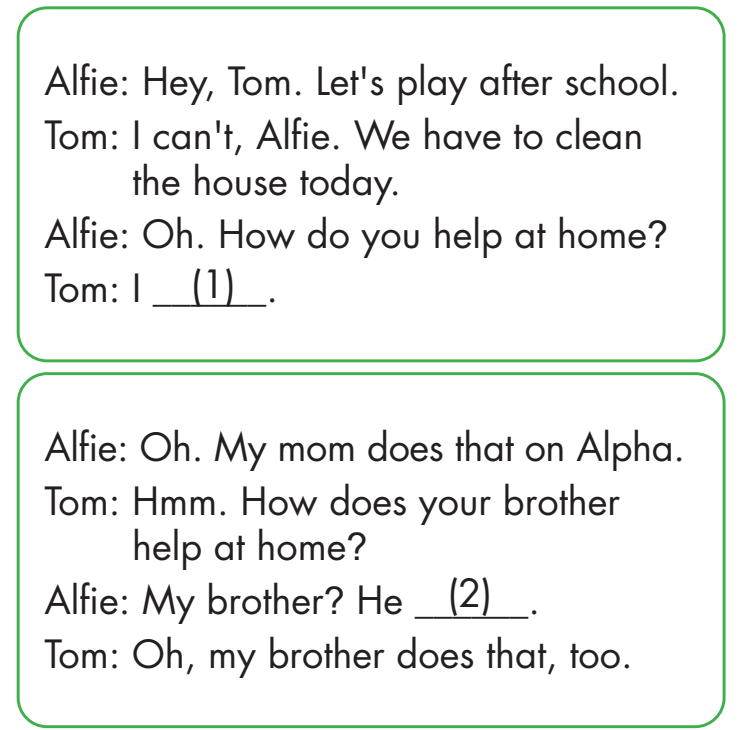 Alfie: Hey, Tom. Let's play after school.
Tom: I can't, Alfie. We have to clean
the house today.
Alfie: Oh. How do you help at home?
Tom: I __(1)__.
Alfie: Oh. My mom does that on Alpha.
Tom: Hmm. How does your brother
help at home?
Alfie: My brother? He __(2)__.
Tom: Oh, my brother does that, too.